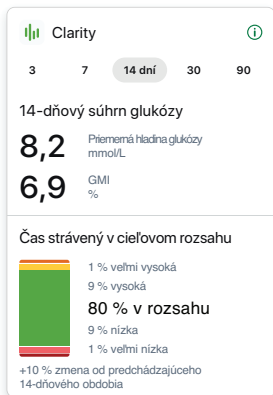 Clarity
3 7 14 dní 30 90
14-dňový súhrn glukózy
8,2 Priemerná hladina glukózy
mmol/L
6,9 GMI
%
Čas strávený v cieľovom rozsahu
1 % veľmi vysoká
9 % vysoká
80 % v rozsahu
9 % nízka
1 % veľmi nízka
+10 % zmena od predchádzajúceho
14-dňového obdobia